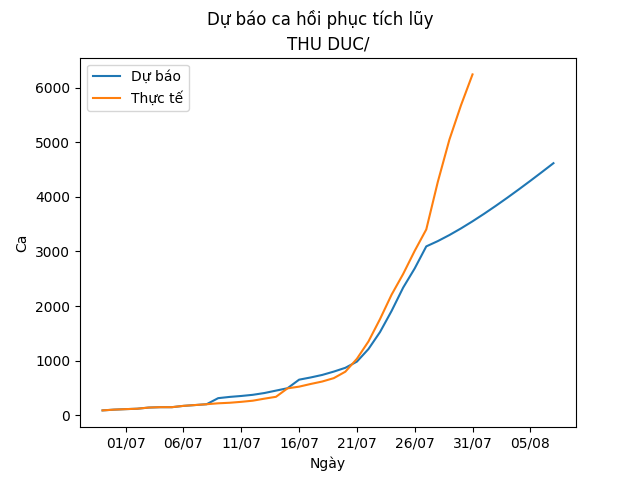 Dự báo ca hồi phục tích lũy
THU DUC/
Dự báo
Thực tế
6000
5000
4000
3000
2000
1000
0
Ca
01/07 06/07 11/07 16/07 21/07 26/07 31/07 05/08
Ngày